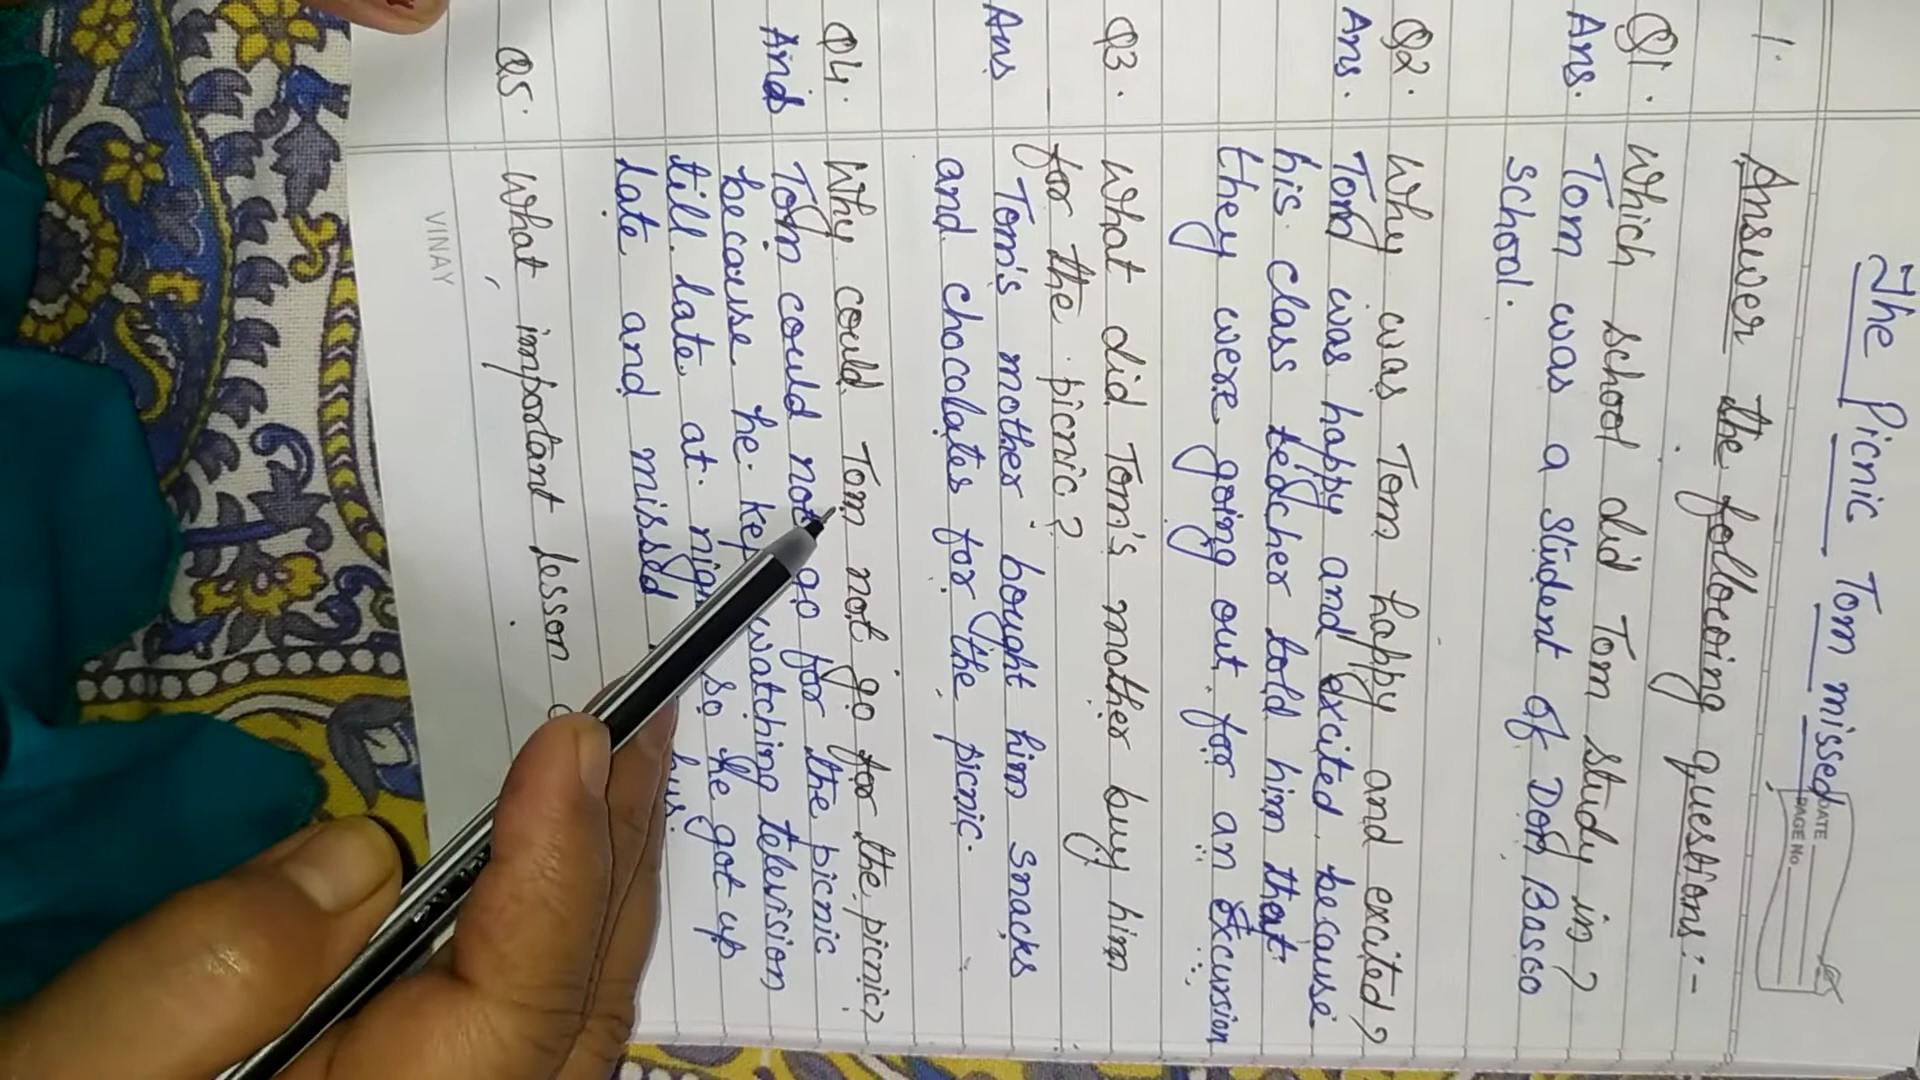 The Picnic Tom missed
DATE
PAGE No.
1. Answer the following questions:-
Q1. Which school did Tom study in?
Ans. Tom was a student of Don Basco
school.
Q2. Why was Tom happy and excited?
Ans. Tom was happy and excited because
his class teacher told him that
they were going out for an Excursion
Q3. What did Tom's mother buy him
for the picnic?
Ans Tom's mother bought him snacks
and chocolates for the picnic.
Q4. Why could Tom not go for the picnic?
Ans Tom could not go for the picnic
because he watching television
till late at so he got up
late and missed bus.
Q5. What important lesson
VINAY